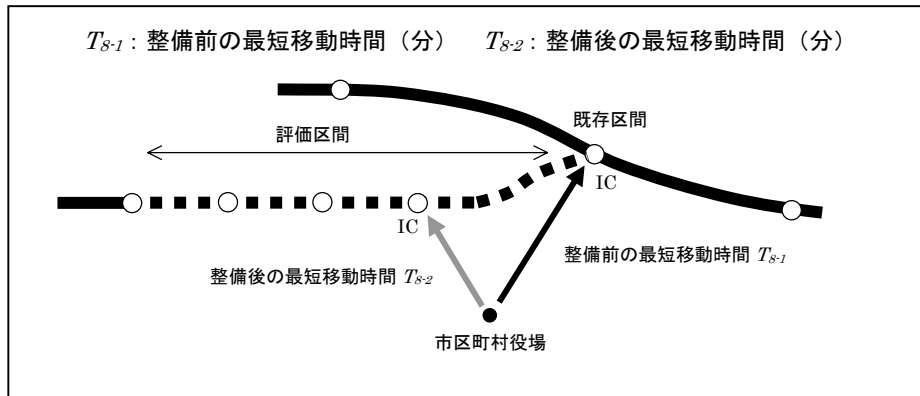 T8-1：整備前の最短移動時間（分）　T8-2：整備後の最短移動時間（分）
評価区間
既存区間
IC
IC
整備前の最短移動時間 T8-1
整備後の最短移動時間 T8-2
市区町村役場